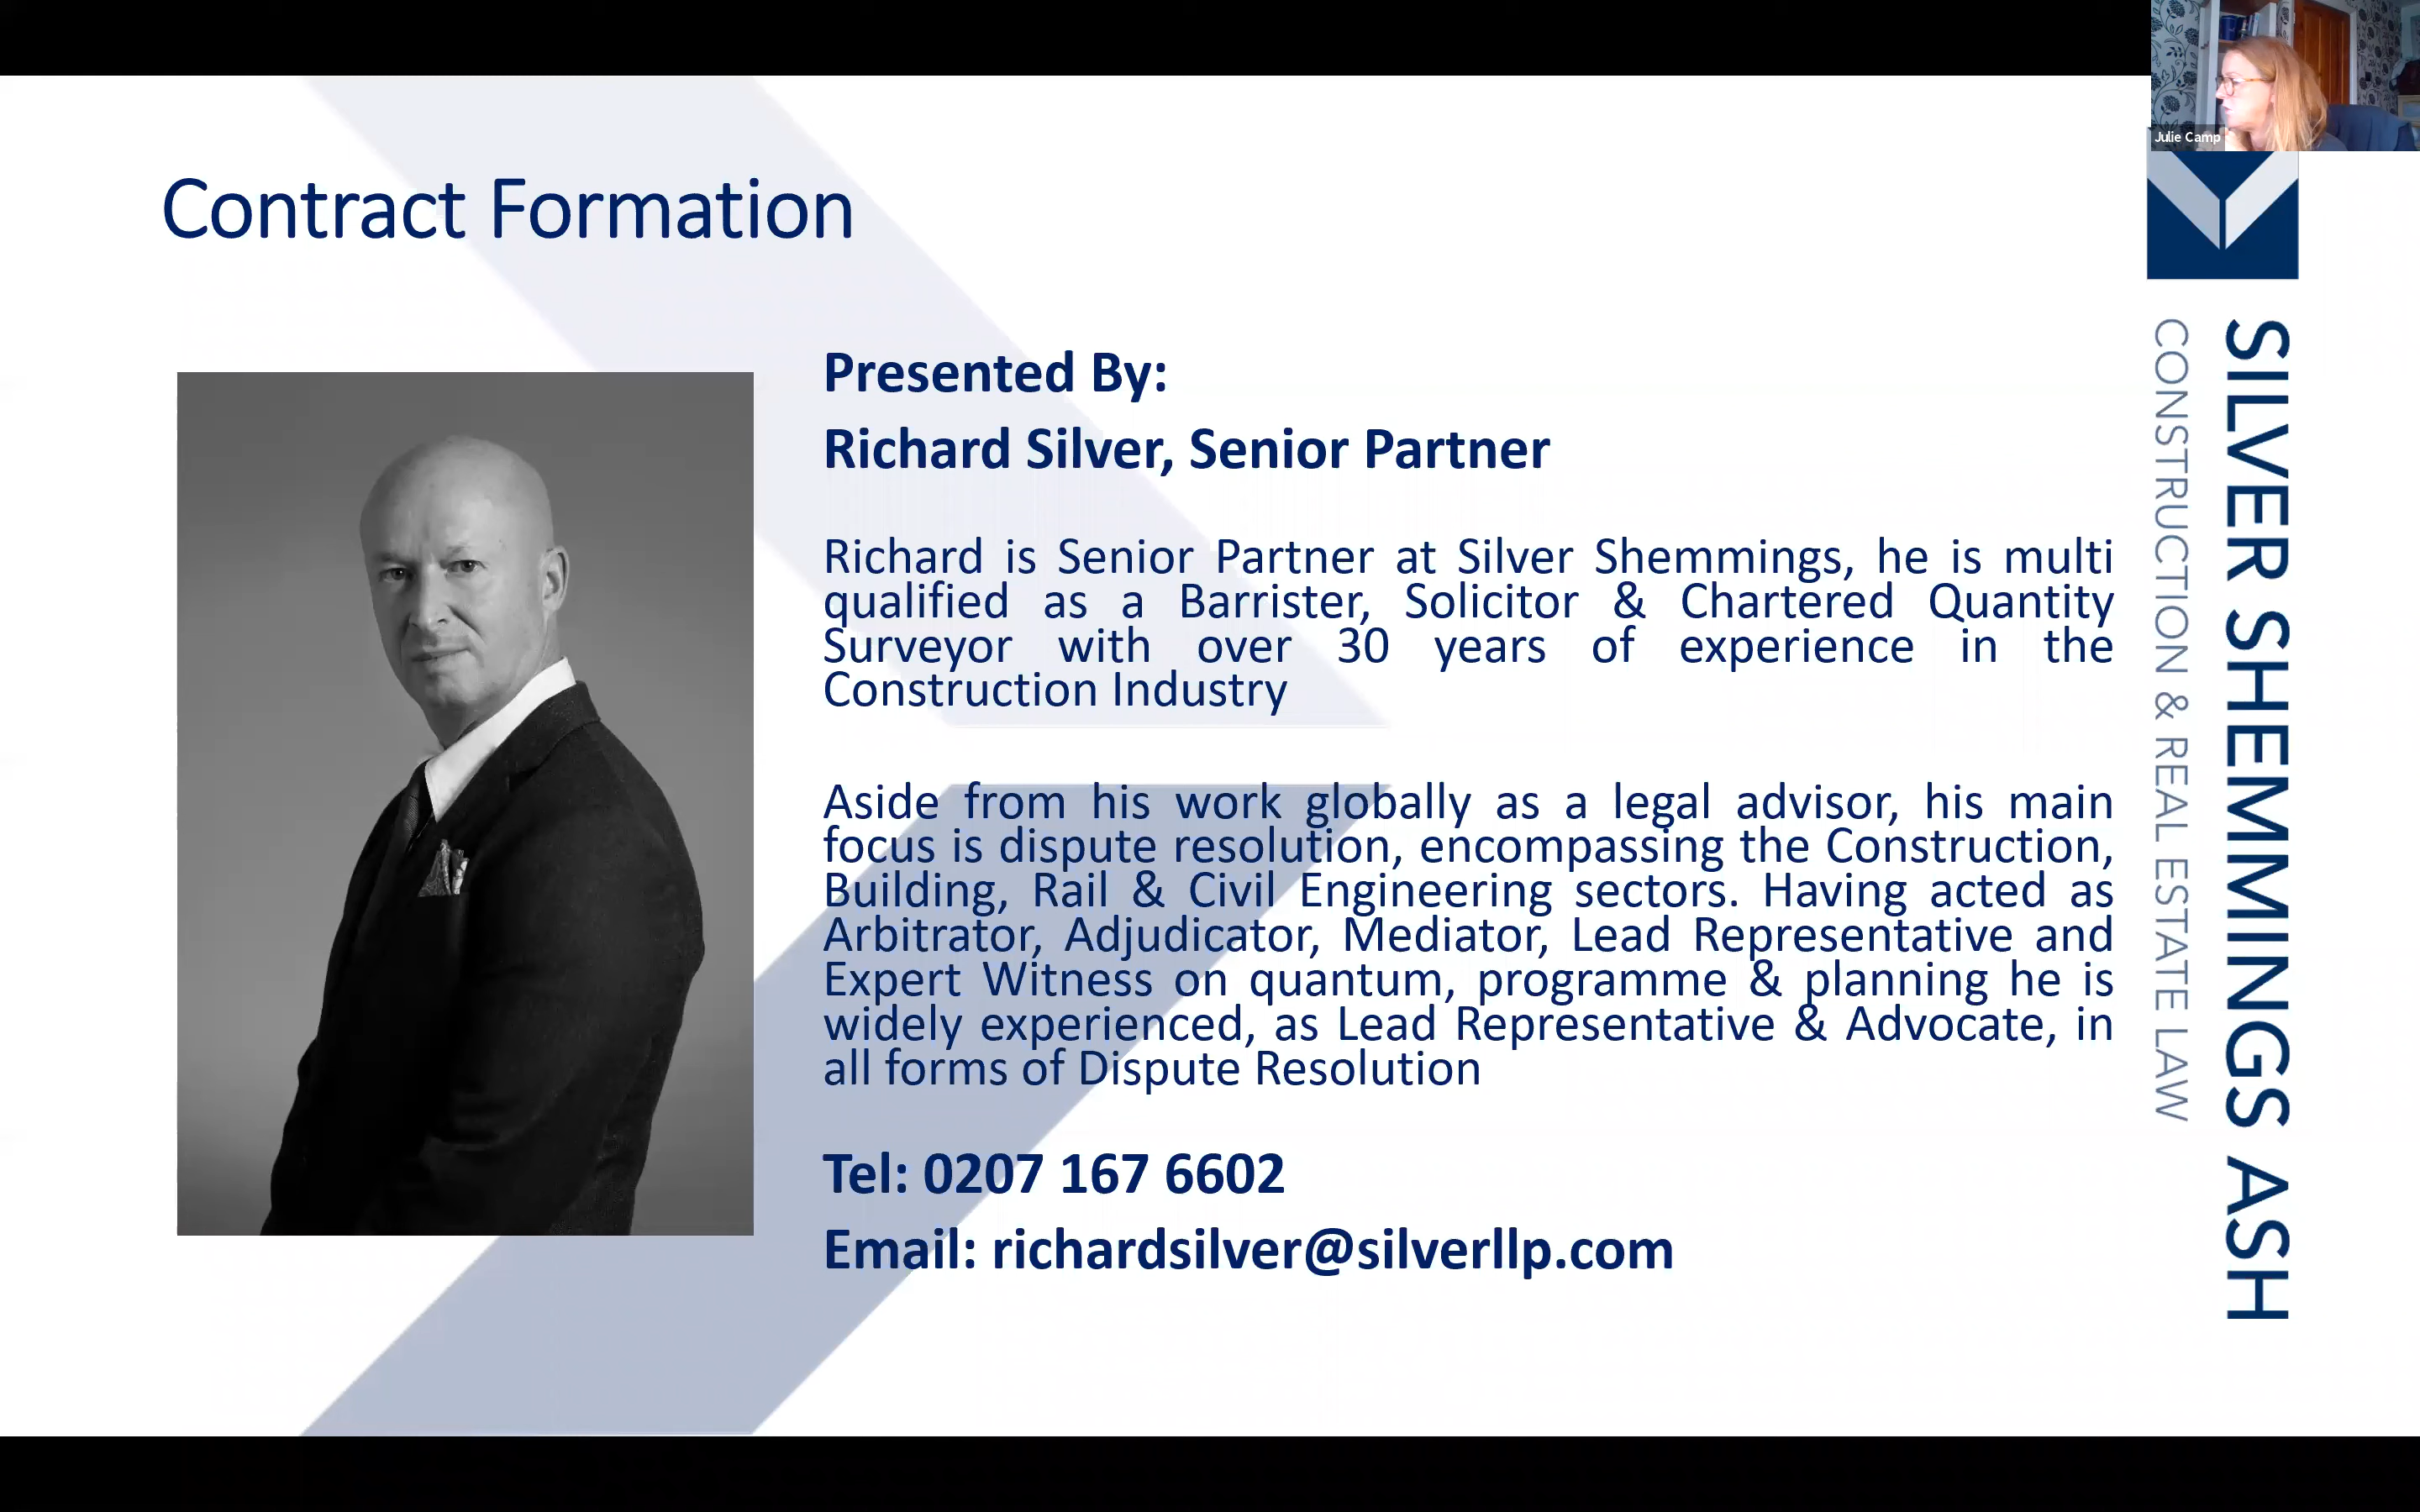 Julie Camp
Contract Formation
Presented By:
Richard Silver, Senior Partner
Richard is Senior Partner at Silver Shemmings, he is multi
qualified as a Barrister, Solicitor & Chartered Quantity
Surveyor with over 30 years of experience in the
Construction Industry
Aside from his work globally as a legal advisor, his main
focus is dispute resolution, encompassing the Construction,
Building, Rail & Civil Engineering sectors. Having acted as
Arbitrator, Adjudicator, Mediator, Lead Representative and
Expert Witness on quantum, programme & planning he is
widely experienced, as Lead Representative & Advocate, in
all forms of Dispute Resolution
Tel: 0207 167 6602
Email: richardsilver@silverllp.com
SILVER SHEMMINGS ASH
CONSTRUCTION & REAL ESTATE LAW